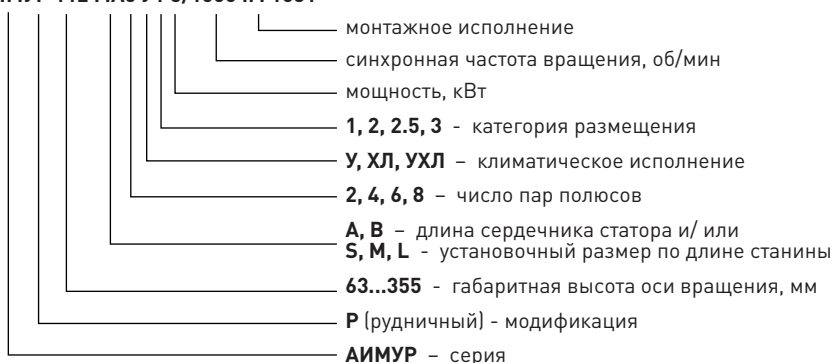 монтажное исполнение
синхронная частота вращения, об/мин
мощность, кВт
1, 2, 2.5, 3 - категория размещения
У, ХЛ, УХЛ – климатическое исполнение
2, 4, 6, 8 – число пар полюсов
А, В – длина сердечника статора и/ или
S, M, L - установочный размер по длине станины
63...355 - габаритная высота оси вращения, мм
Р (рудничный) - модификация
АИМУР – серия